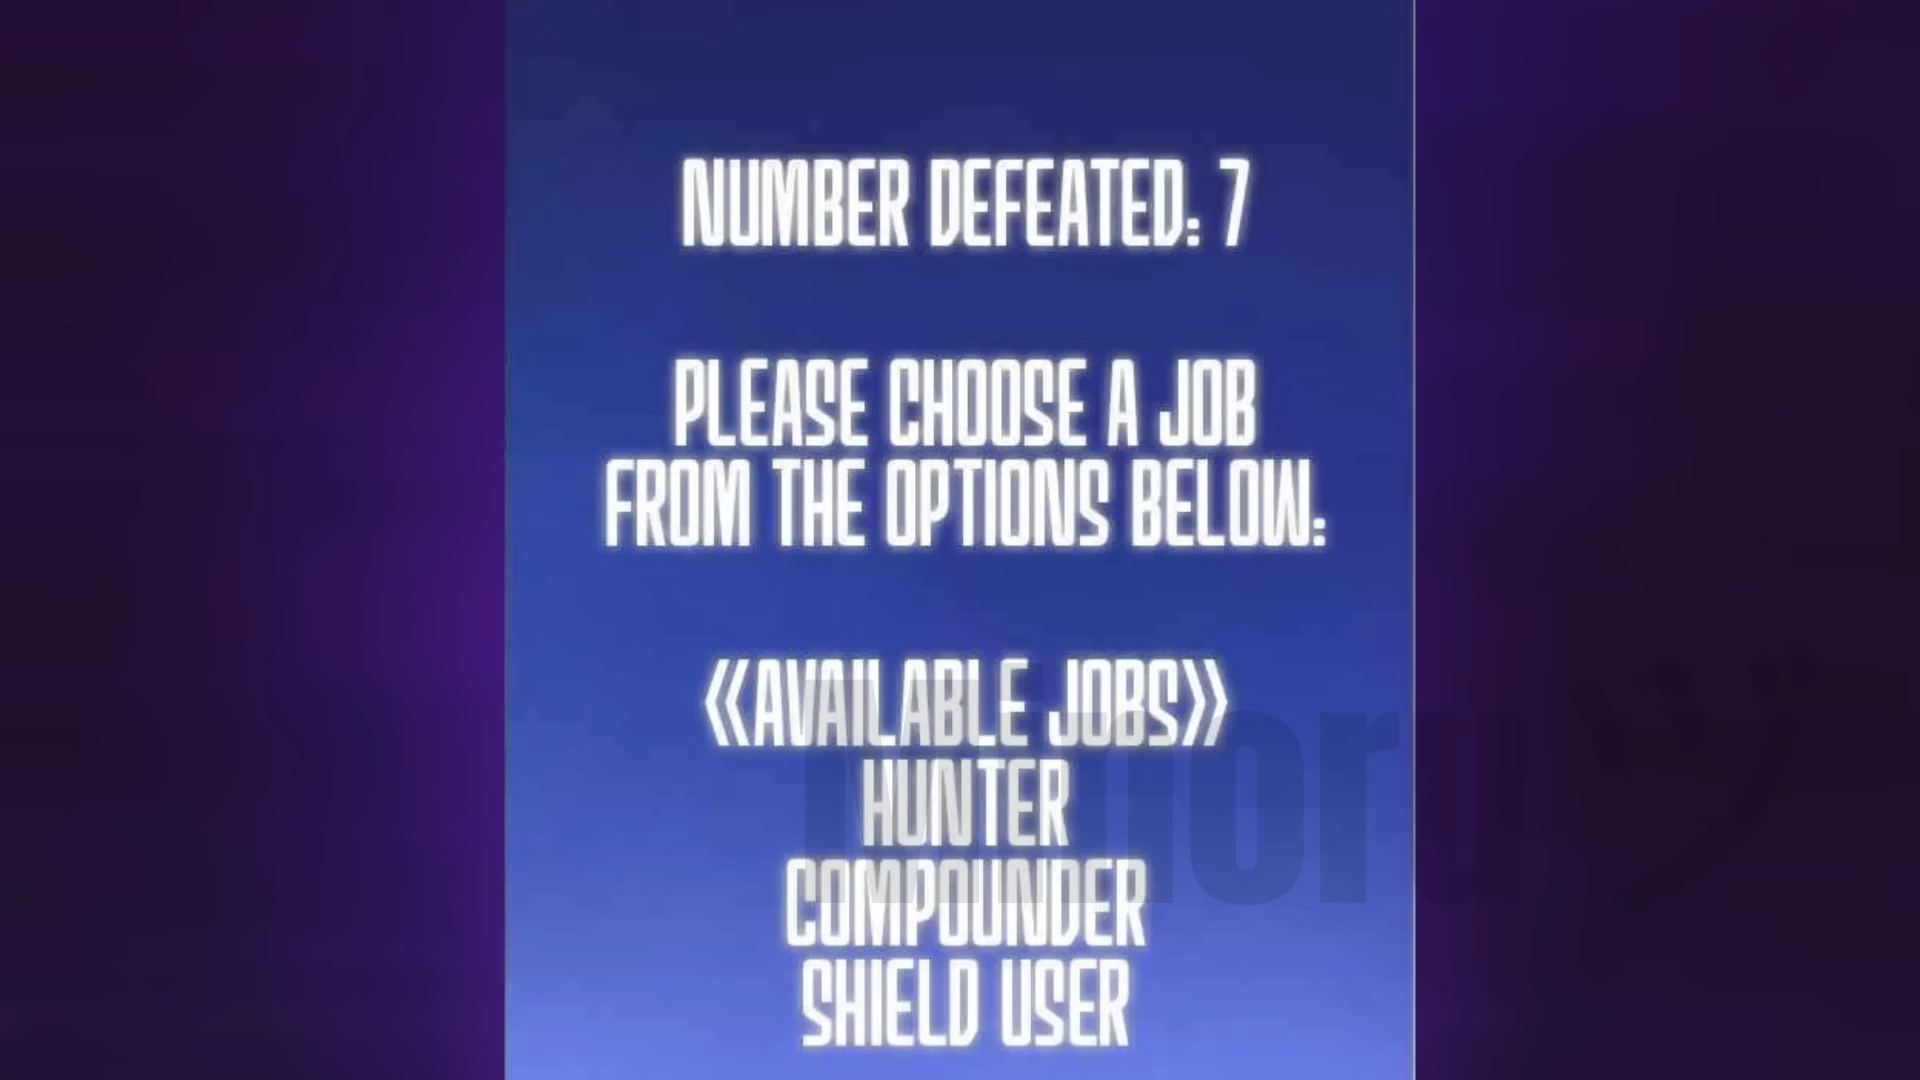 NUMBER DEFEATED: 7
PLEASE CHOOSE A JOB
FROM THE OPTIONS BELOW:
《AVAILABLE JOBS》
HUNTER
COMPOUNDER
SHIELD USER